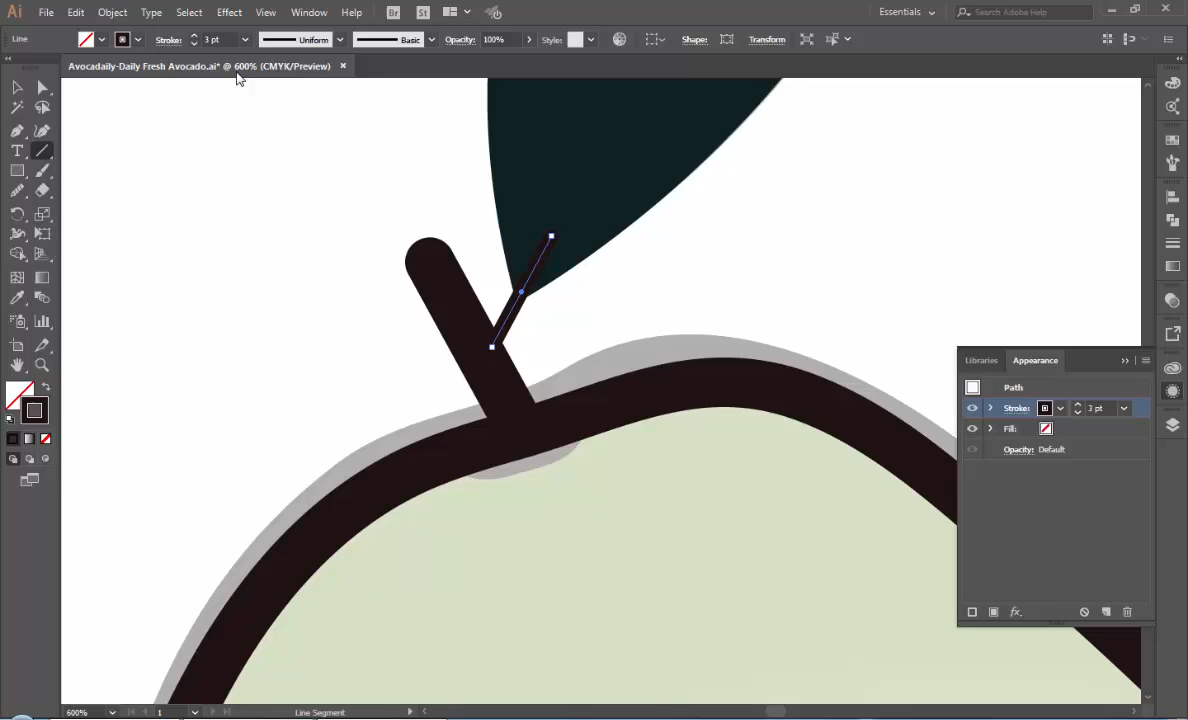 Ai File Edit Object Type Select Effect View Window Help Br St Essentials Search Adobe Help
Line Stroke: 3 pt Uniform Basic Opacity: 100% Style: Shape: Transform
Avocadaily-Daily Fresh Avocado.ai* @ 600% (CMYK/Preview)
T
Libraries Appearance
Path
Stroke: 3 pt
Fill:
Opacity: Default
fx
600% 1 Line Segment